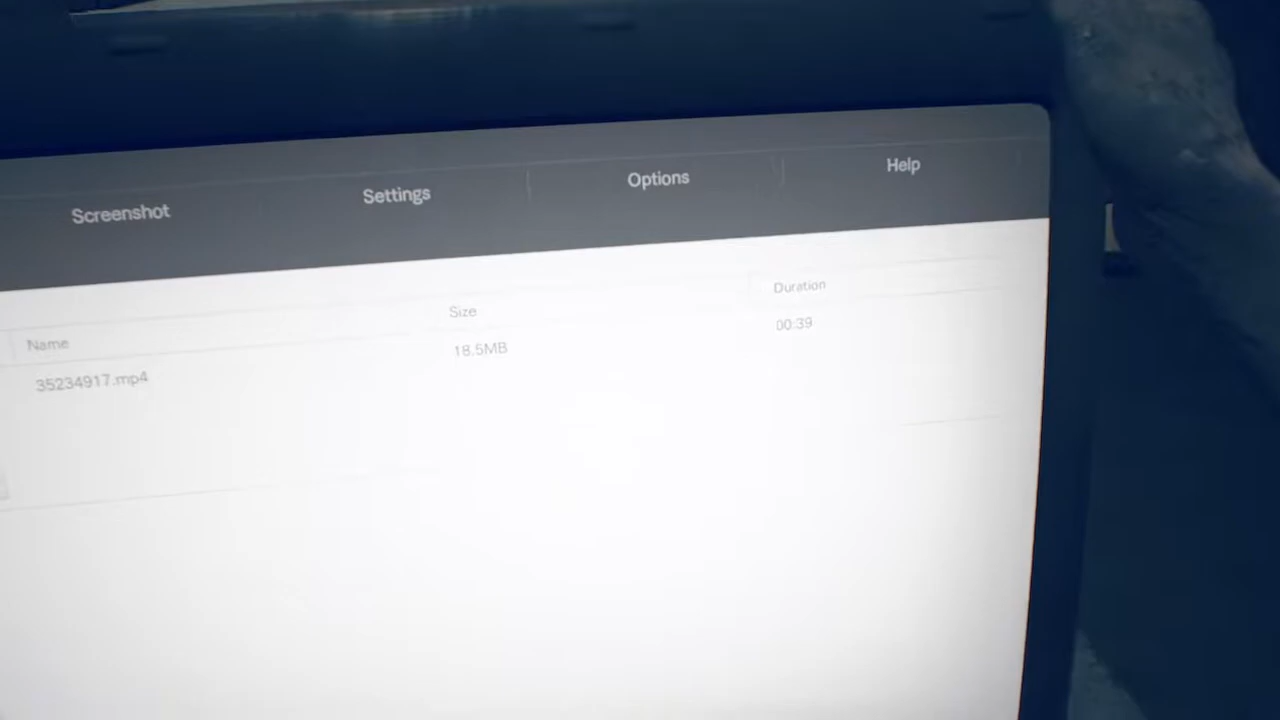 Screenshot Settings Options Help
Name Size Duration
35234917.mp4 18.5MB 00:39